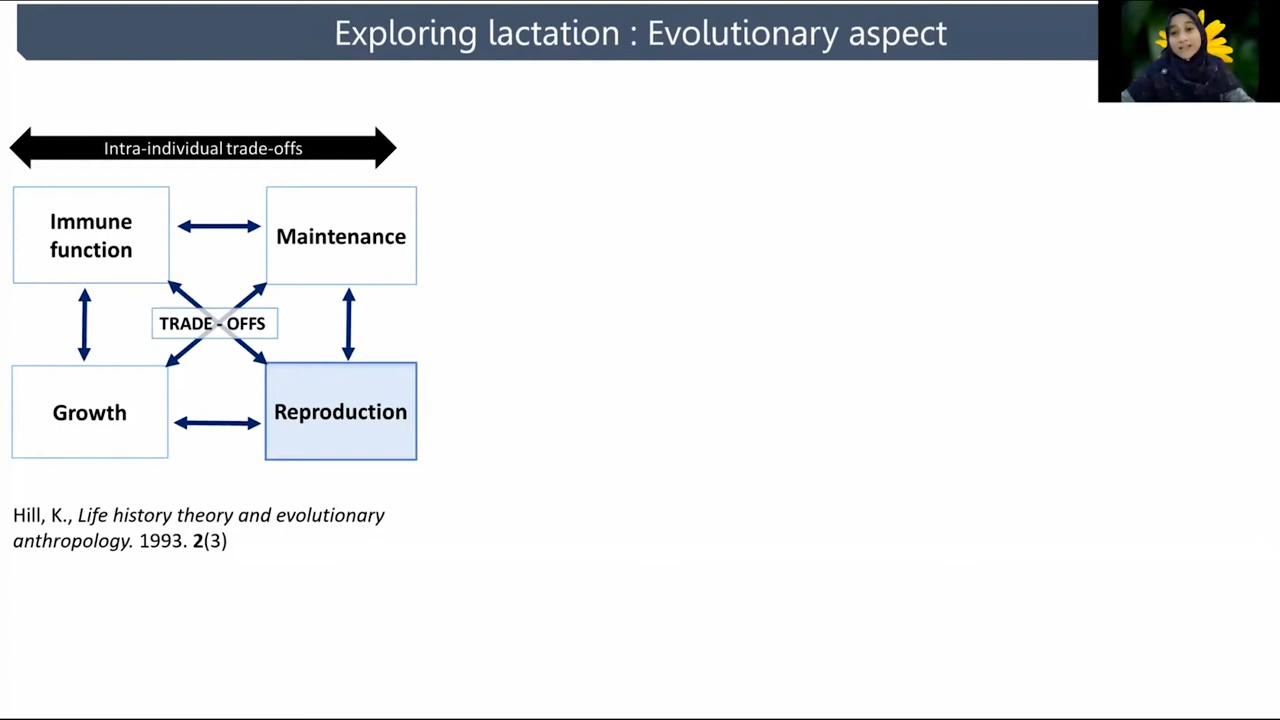 Exploring lactation : Evolutionary aspect
Intra-individual trade-offs
Immune
function
Maintenance
TRADE - OFFS
Growth
Reproduction
Hill, K., Life history theory and evolutionary
anthropology. 1993. 2(3)